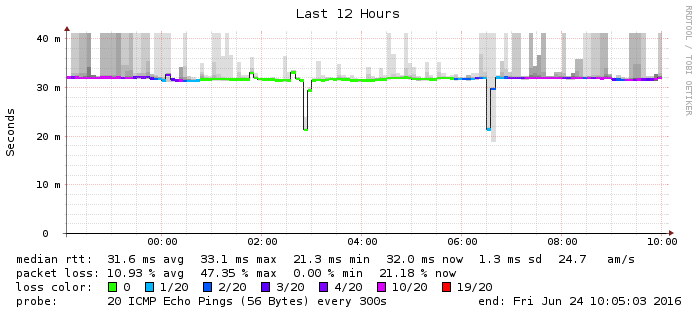 Last 12 Hours
RRDTOOL / TOBI OETIKER
Seconds
40 m
30 m
20 m
10 m
0
00:00 02:00 04:00 06:00 08:00 10:00
median rtt: 31.6 ms avg 33.1 ms max 21.3 ms min 32.0 ms now 1.3 ms sd 24.7 am/s
packet loss: 10.93 % avg 47.35 % max 0.00 % min 21.18 % now
loss color: 0 1/20 2/20 3/20 4/20 10/20 19/20
probe: 20 ICMP Echo Pings (56 Bytes) every 300s end: Fri Jun 24 10:05:03 2016